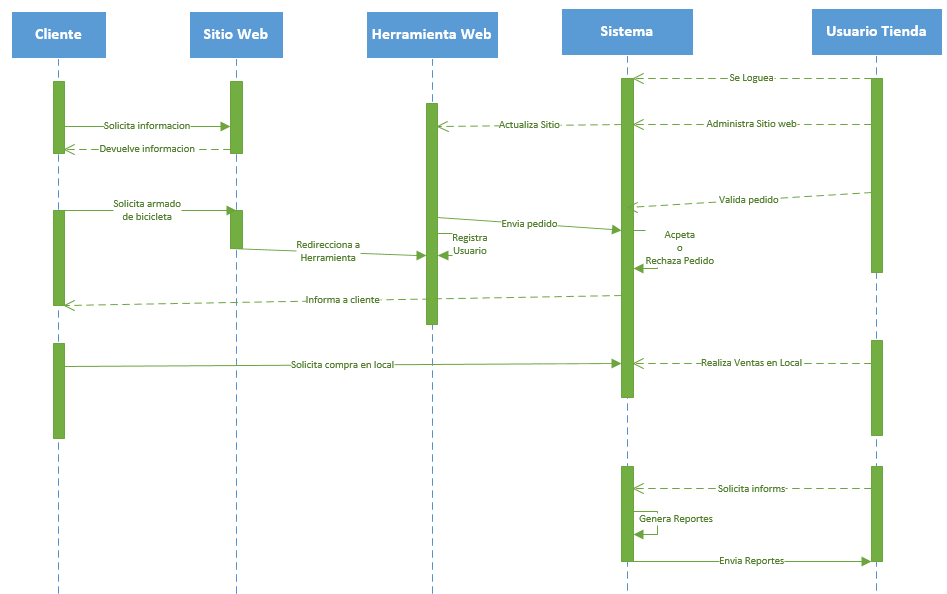 Cliente
Sitio Web
Herramienta Web
Sistema
Usuario Tienda
Se Loguea
Solicita informacion
Actualiza Sitio
Administra Sitio web
Devuelve informacion
Solicita armado
de bicicleta
Valida pedido
Envia pedido
Redirecciona a
Herramienta
Registra
Usuario
Acpeta
o
Rechaza Pedido
Informa a cliente
Solicita compra en local
Realiza Ventas en Local
Solicita informs
Genera Reportes
Envia Reportes